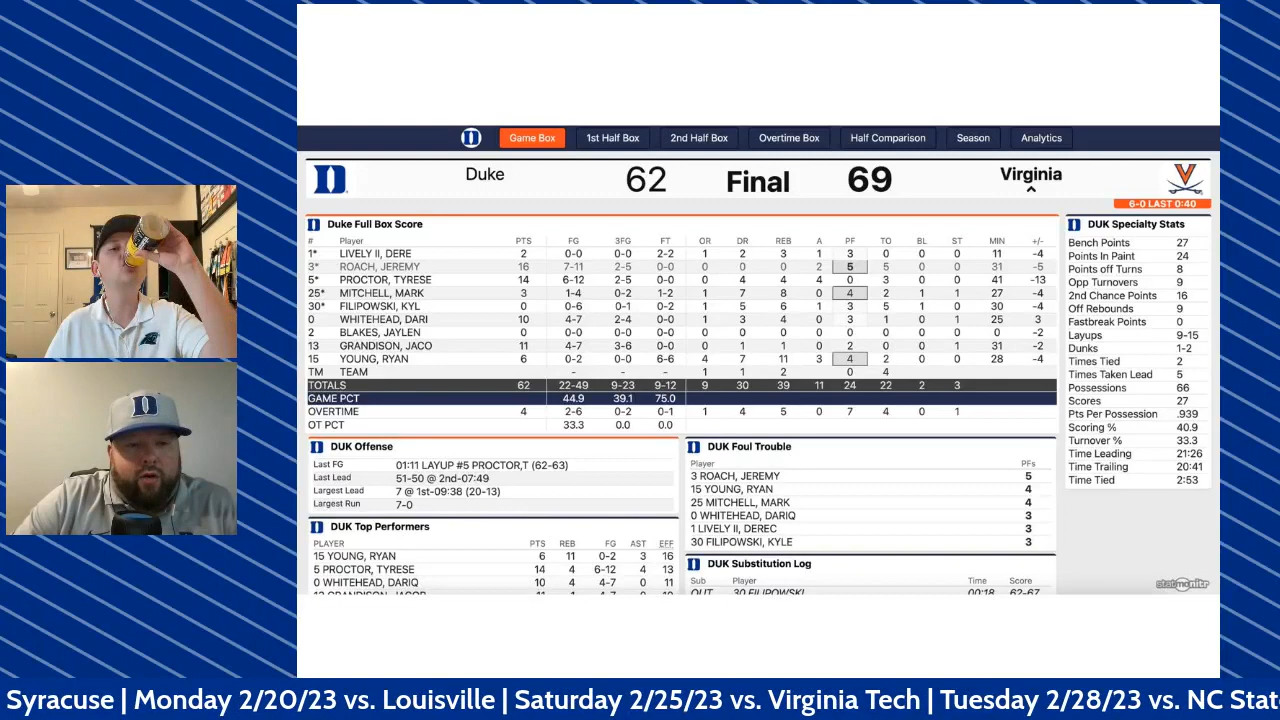 Game Box 1st Half Box 2nd Half Box Overtime Box Half Comparison Season Analytics
Duke 62 Final 69 Virginia
6-0 LAST 0:40
Duke Full Box Score
# Player PTS FG 3FG FT OR DR REB A PF TO BL ST MIN +/-
1* LIVELY II, DERE 2 0-0 0-0 2-2 1 2 3 1 3 0 0 0 11 -4
3* ROACH, JEREMY 16 7-11 2-5 0-0 0 0 0 2 5 5 0 0 31 -5
5* PROCTOR, TYRESE 14 6-12 2-5 0-0 0 4 4 4 0 3 0 0 41 -13
25* MITCHELL, MARK 3 1-4 0-2 1-2 1 7 8 0 4 2 1 1 27 -4
30* FILIPOWSKI, KYL 0 0-6 0-1 0-2 1 5 6 1 3 5 1 0 30 -4
0 WHITEHEAD, DARI 10 4-7 2-4 0-0 1 3 4 0 3 1 0 1 25 3
2 BLAKES, JAYLEN 0 0-0 0-0 0-0 0 0 0 0 0 0 0 0 0 -2
13 GRANDISON, JACO 11 4-7 3-6 0-0 0 1 1 0 2 0 0 1 31 -2
15 YOUNG, RYAN 6 0-2 0-0 6-6 4 7 11 3 4 2 0 0 28 -4
TM TEAM - - - 1 1 2 0 4
TOTALS 62 22-49 9-23 9-12 9 30 39 11 24 22 2 3
GAME PCT 44.9 39.1 75.0
OVERTIME 4 2-6 0-2 0-1 1 4 5 0 7 4 0 1
OT PCT 33.3 0.0 0.0
DUK Specialty Stats
Bench Points 27
Points In Paint 24
Points off Turns 8
Opp Turnovers 9
2nd Chance Points 16
Off Rebounds 9
Fastbreak Points 0
Layups 9-15
Dunks 1-2
Times Tied 2
Times Taken Lead 5
Possessions 66
Scores 27
Pts Per Possession .939
Scoring % 40.9
Turnover % 33.3
Time Leading 21:26
Time Trailing 20:41
Time Tied 2:53
DUK Offense
Last FG 01:11 LAYUP #5 PROCTOR,T (62-63)
Last Lead 51-50 @ 2nd-07:49
Largest Lead 7 @ 1st-09:38 (20-13)
Largest Run 7-0
DUK Foul Trouble
Player PFs
3 ROACH, JEREMY 5
15 YOUNG, RYAN 4
25 MITCHELL, MARK 4
0 WHITEHEAD, DARIQ 3
1 LIVELY II, DEREC 3
30 FILIPOWSKI, KYLE 3
DUK Top Performers
PLAYER PTS REB FG AST EFF
15 YOUNG, RYAN 6 11 0-2 3 16
5 PROCTOR, TYRESE 14 4 6-12 4 13
0 WHITEHEAD, DARIQ 10 4 4-7 0 11
13 GRANDISON, JACOB 11 1 4-7 0 10
DUK Substitution Log
Sub Player Time Score
OUT 30 FILIPOWSKI 00:18 62-67
statmonitr
Syracuse | Monday 2/20/23 vs. Louisville | Saturday 2/25/23 vs. Virginia Tech | Tuesday 2/28/23 vs. NC Stat